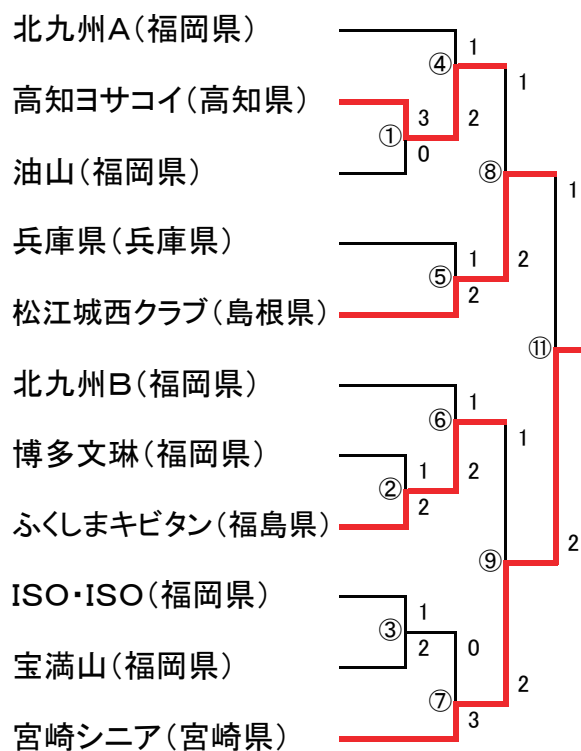 北九州A(福岡県)
1
④
1
高知ヨサコイ(高知県)
3
2
①
0
油山(福岡県)
⑧
1
兵庫県(兵庫県)
1
2
⑤
2
松江城西クラブ(島根県)
⑪
北九州B(福岡県)
1
⑥
1
博多文琳(福岡県)
1
2
②
2
ふくしまキビタン(福島県)
2
⑨
ISO・ISO(福岡県)
1
③
2
0
宝満山(福岡県)
2
⑦
3
宮崎シニア(宮崎県)